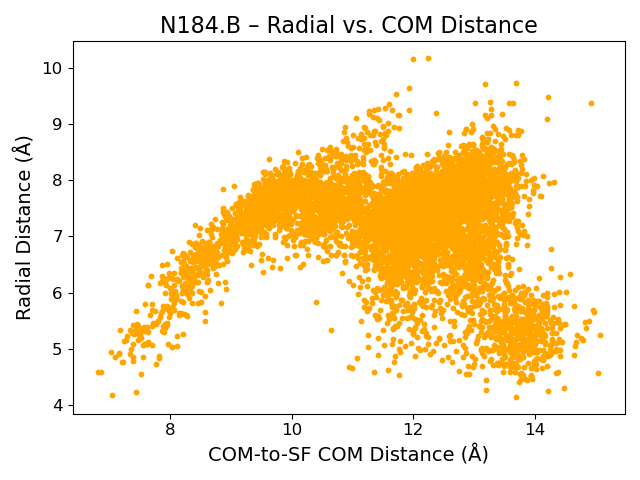 N184.B – Radial vs. COM Distance
Radial Distance (Å)
10
9
8
7
6
5
4
8 10 12 14
COM-to-SF COM Distance (Å)